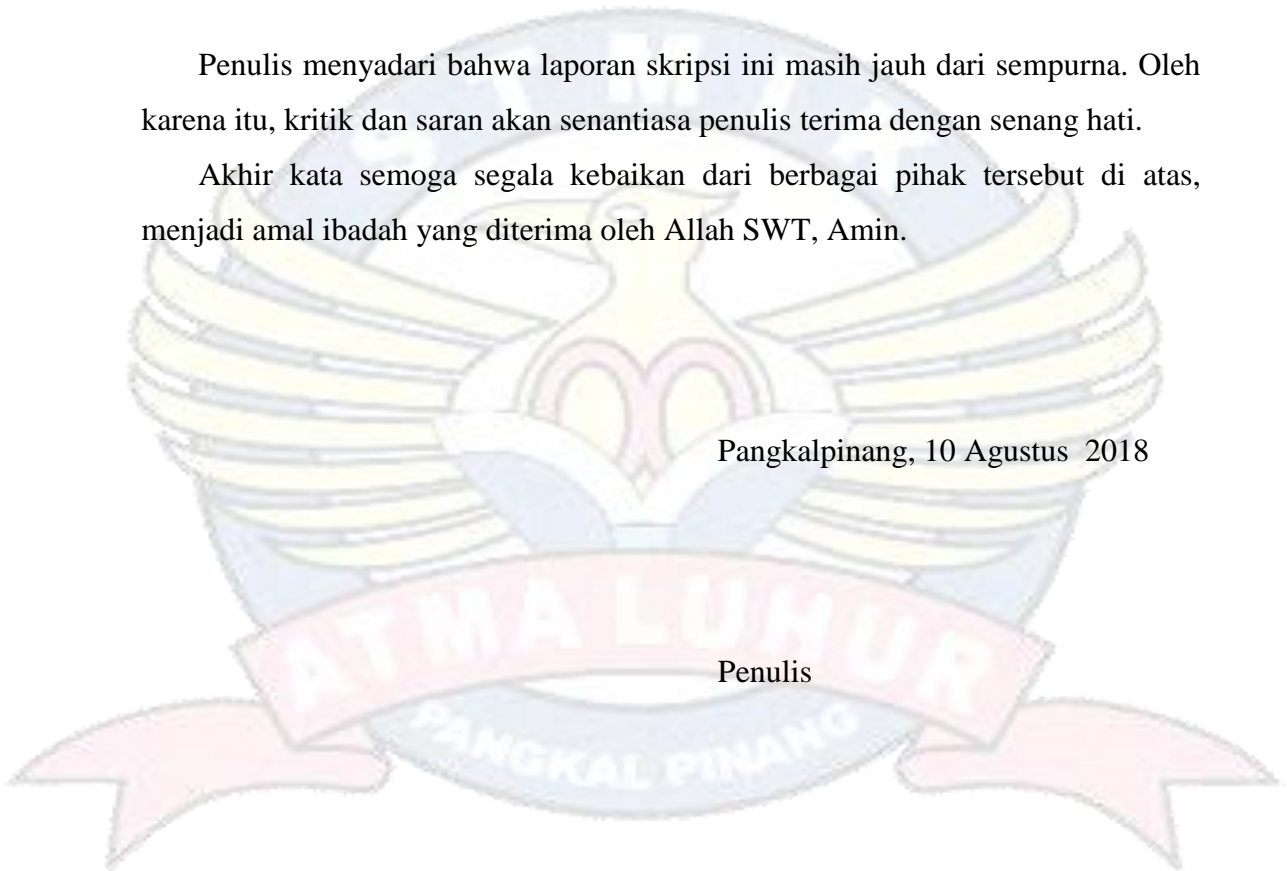 STMIK
Penulis menyadari bahwa laporan skripsi ini masih jauh dari sempurna. Oleh
karena itu, kritik dan saran akan senantiasa penulis terima dengan senang hati.
Akhir kata semoga segala kebaikan dari berbagai pihak tersebut di atas,
menjadi amal ibadah yang diterima oleh Allah SWT, Amin.
Pangkalpinang, 10 Agustus  2018
ATMA LUHUR
Penulis
PANGKAL PINANG